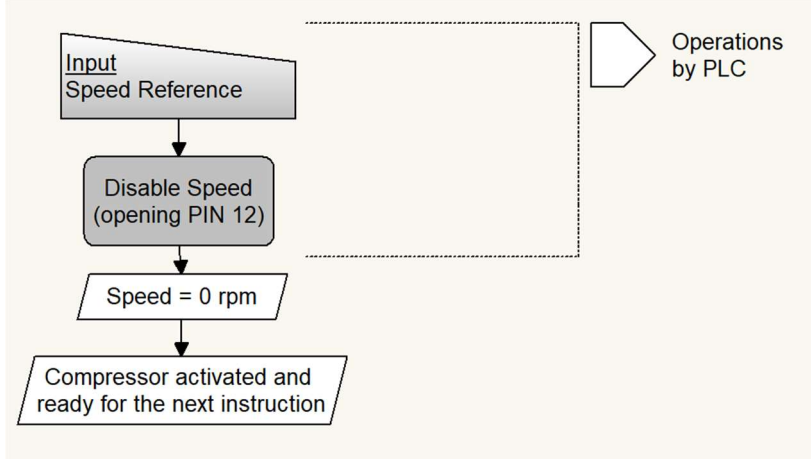 Input
Speed Reference
Disable Speed
(opening PIN 12)
Speed = 0 rpm
Compressor activated and
ready for the next instruction
Operations
by PLC